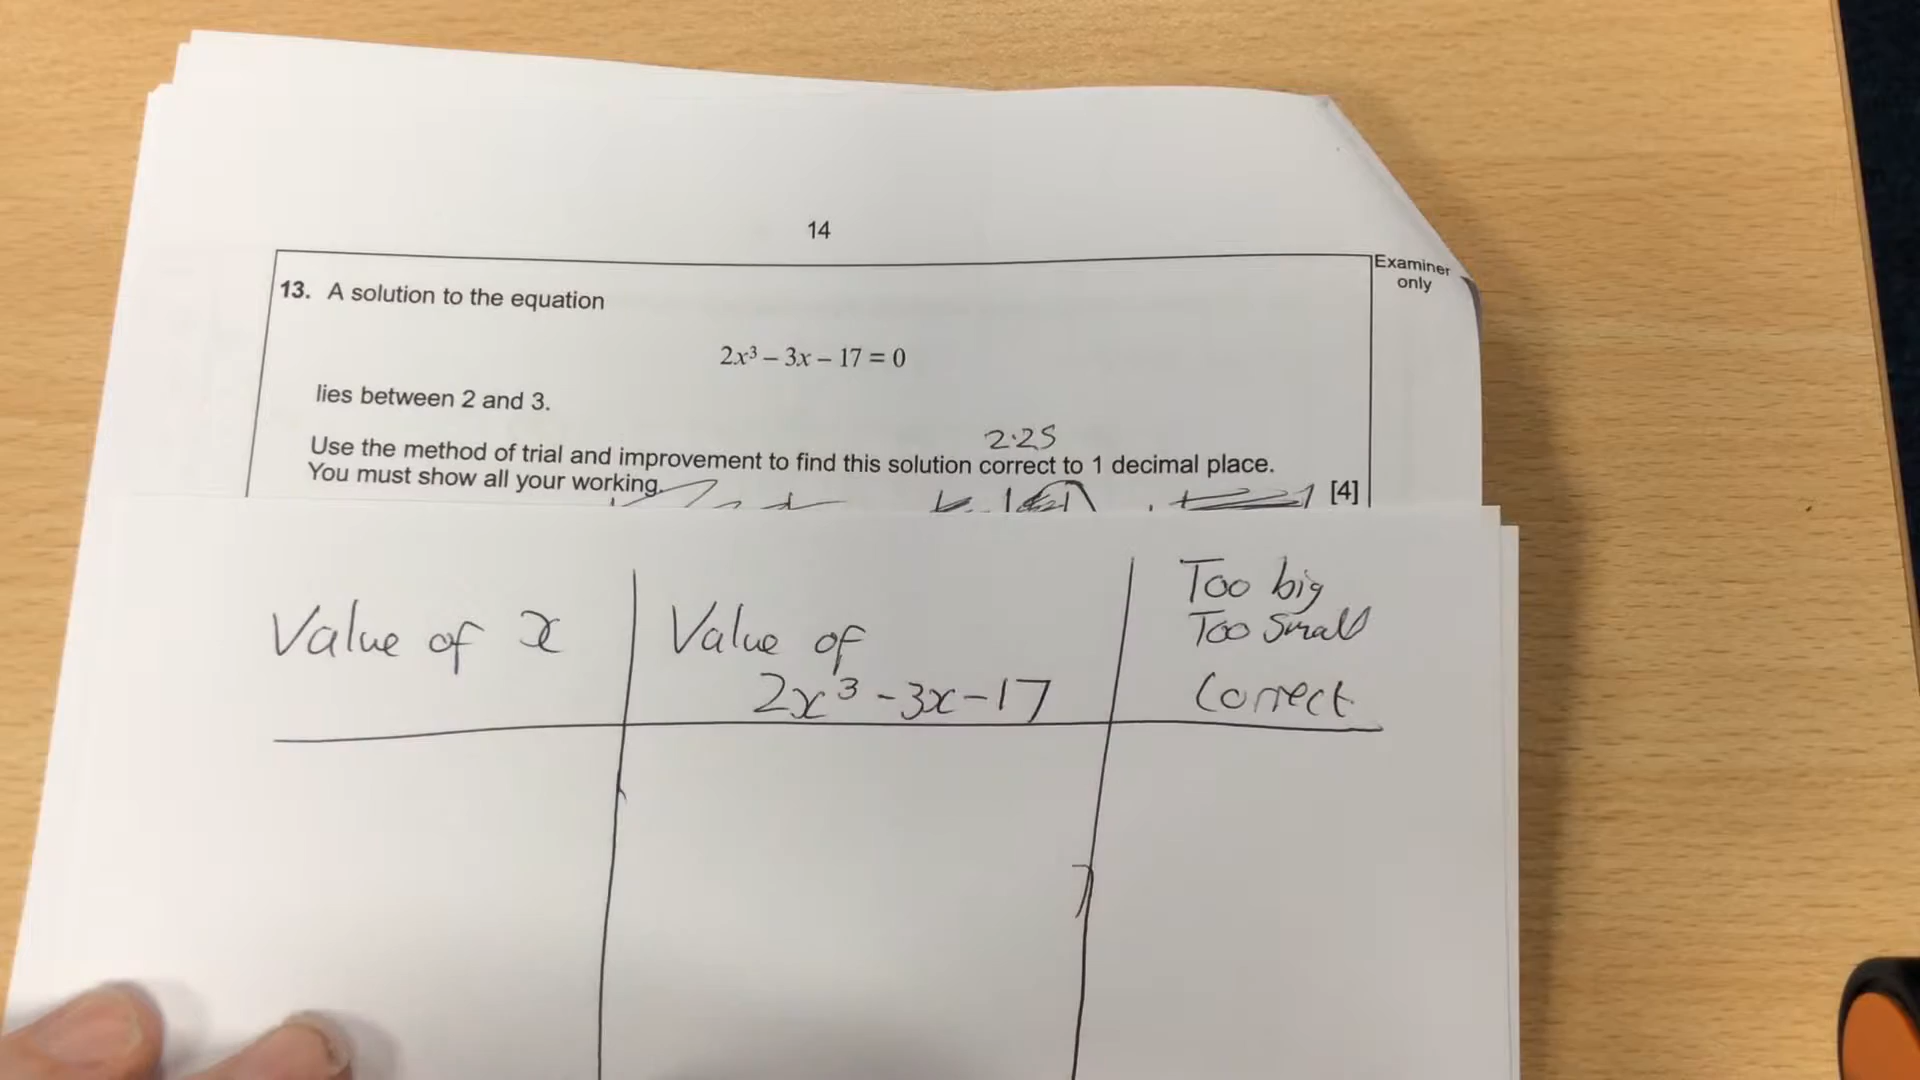 14
Examiner
only
13. A solution to the equation
2x³ – 3x – 17 = 0
lies between 2 and 3.
2.25
Use the method of trial and improvement to find this solution correct to 1 decimal place.
You must show all your working.
[4]
Value of x
Value of
2x³ - 3x - 17
Too big
Too small
Correct